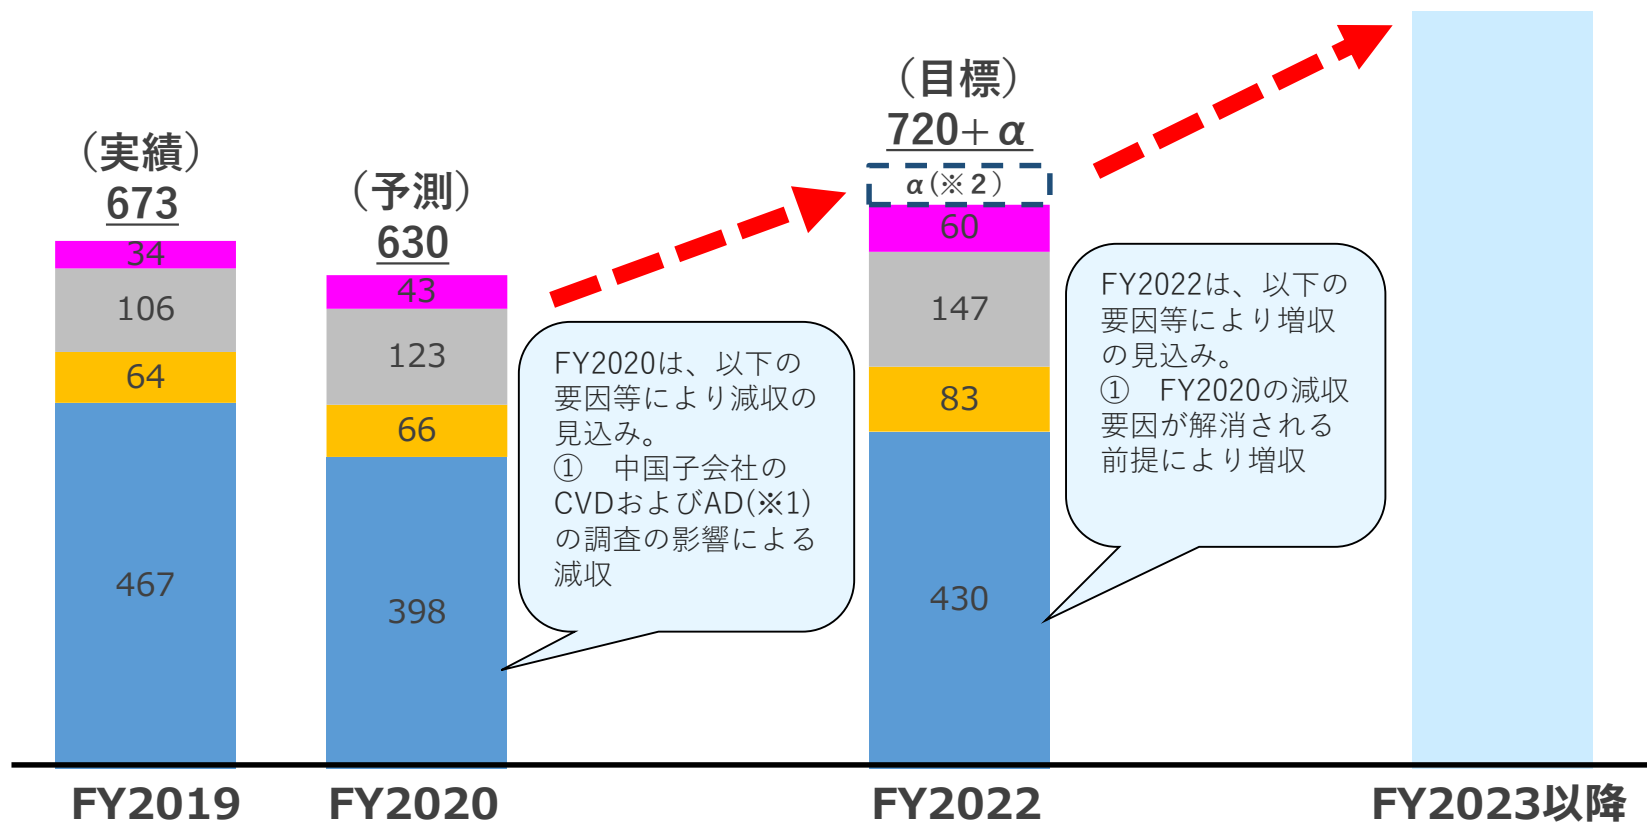 （実績）
673
34
106
64
467
FY2019
（予測）
630
43
123
66
398
FY2020
FY2020は、以下の
要因等により減収の
見込み。
①　中国子会社の
CVDおよびAD(※1)
の調査の影響による
減収
（目標）
720＋α
α(※２）
60
147
83
430
FY2022
FY2022は、以下の
要因等により増収
の見込み。
①　FY2020の減収
要因が解消される
前提により増収
FY2023以降